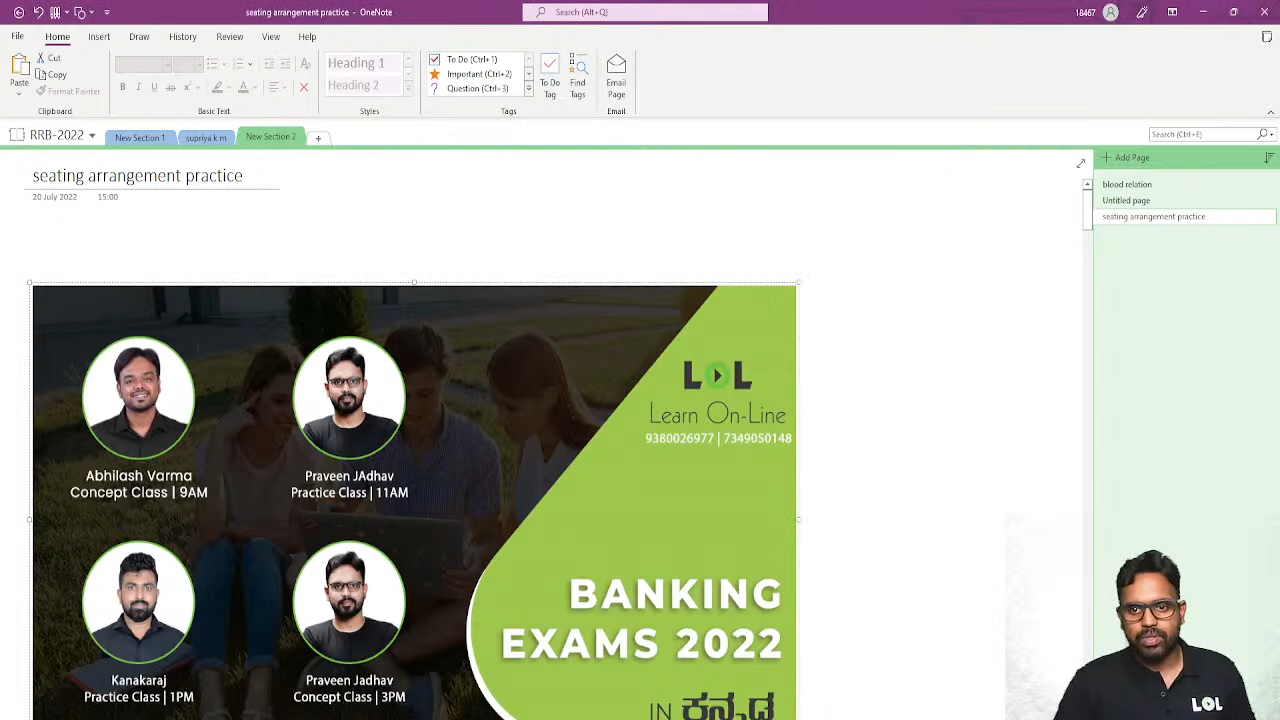 seating arrangement practice
Search (Alt+Q)
18467
File Home Insert Draw History Review View Help
Paste
Cut
Copy
Format Painter
Clipboard
B I U ab
Basic Text
Heading 1
Heading 2
Styles
To Do (Ctrl+1)
Important (Ctrl+2)
Question (Ctrl+3)
Tags
To Do Tag
Find Tags
Email Page
Email
RRB-2022
New Section 1
supriya k m
New Section 2
Search (Ctrl+E)
seating arrangement practice
20 July 2022 15:00
Add Page
blood relation
Untitled page
seating arrangement practice
LOL
Learn On-Line
9380026977 | 7349050148
Abhilash Varma
Concept Class | 9AM
Praveen JAdhav
Practice Class | 11AM
Kanakaraj
Practice Class | 1PM
Praveen Jadhav
Concept Class | 3PM
BANKING
EXAMS 2022
IN ಕನ್ನಡ
LOL